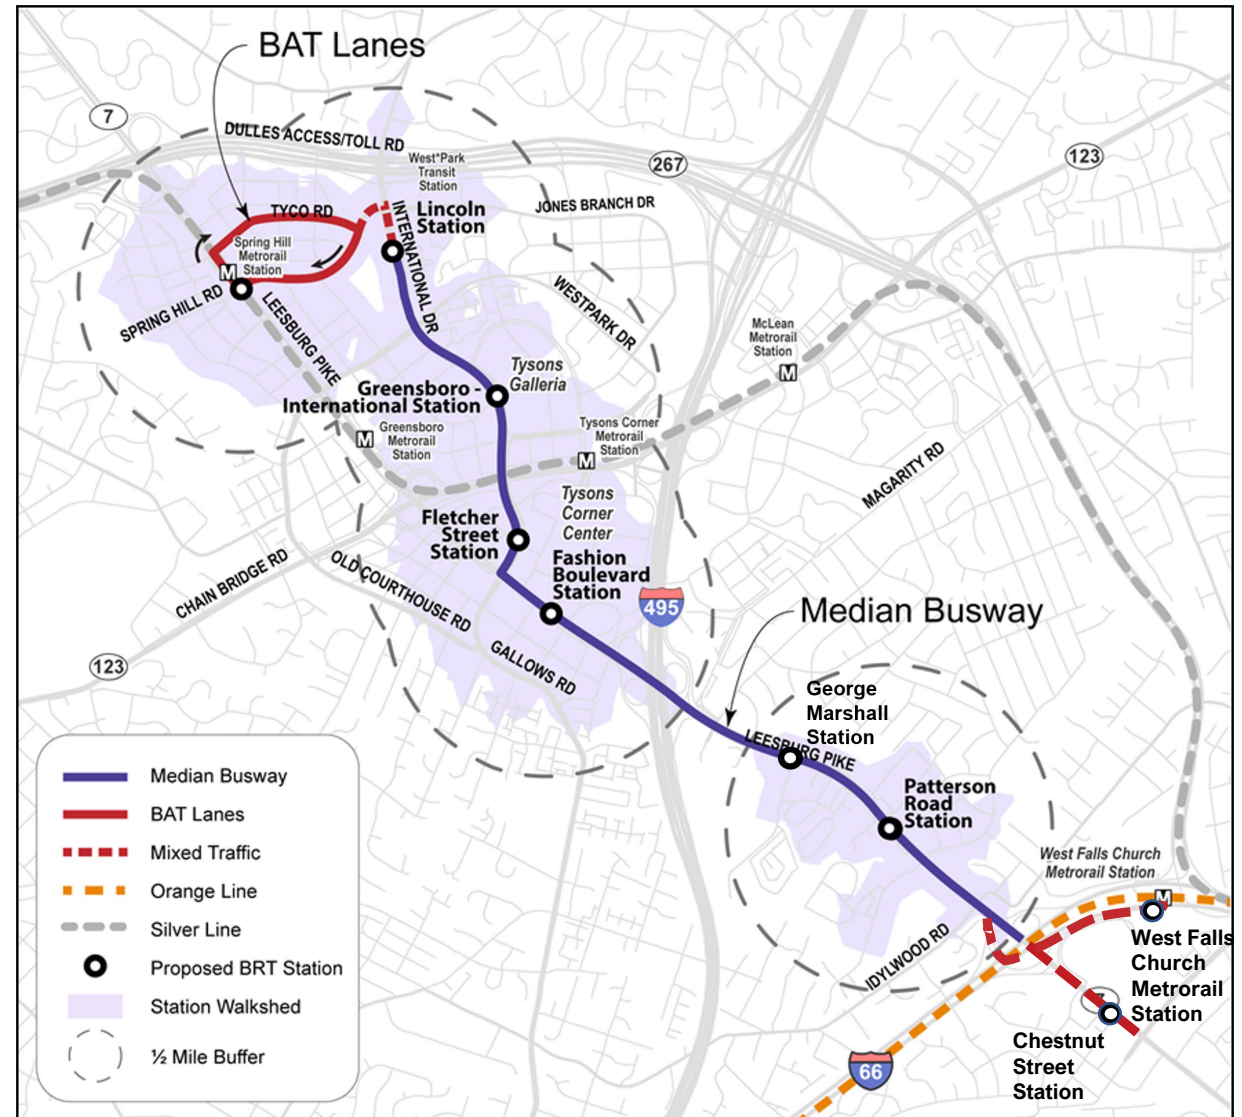 BAT Lanes
7
DULLES ACCESS/TOLL RD
West*Park
Transit
Station
267
123
JONES BRANCH DR
TYCO RD
INTERNATIONAL DR
Lincoln
Station
Spring Hill
Metrorail
Station
M
SPRING HILL RD
LEESBURG PIKE
WESTPARK DR
McLean
Metrorail
Station
M
Tysons
Galleria
Greensboro -
International Station
M
Greensboro
Metrorail
Station
Tysons Corner
Metrorail
Station
M
MAGARITY RD
Tysons
Corner
Center
Fletcher
Street
Station
Fashion
Boulevard
Station
CHAIN BRIDGE RD
OLD COURTHOUSE RD
495
Median Busway
GALLOWS RD
123
George
Marshall
Station
LEESBURG PIKE
Patterson
Road
Station
West Falls Church
Metrorail Station
M
IDYLWOOD RD
West Falls
Church
Metrorail
Station
Chestnut
Street
Station
66
Median Busway
BAT Lanes
Mixed Traffic
Orange Line
Silver Line
Proposed BRT Station
Station Walkshed
½ Mile Buffer